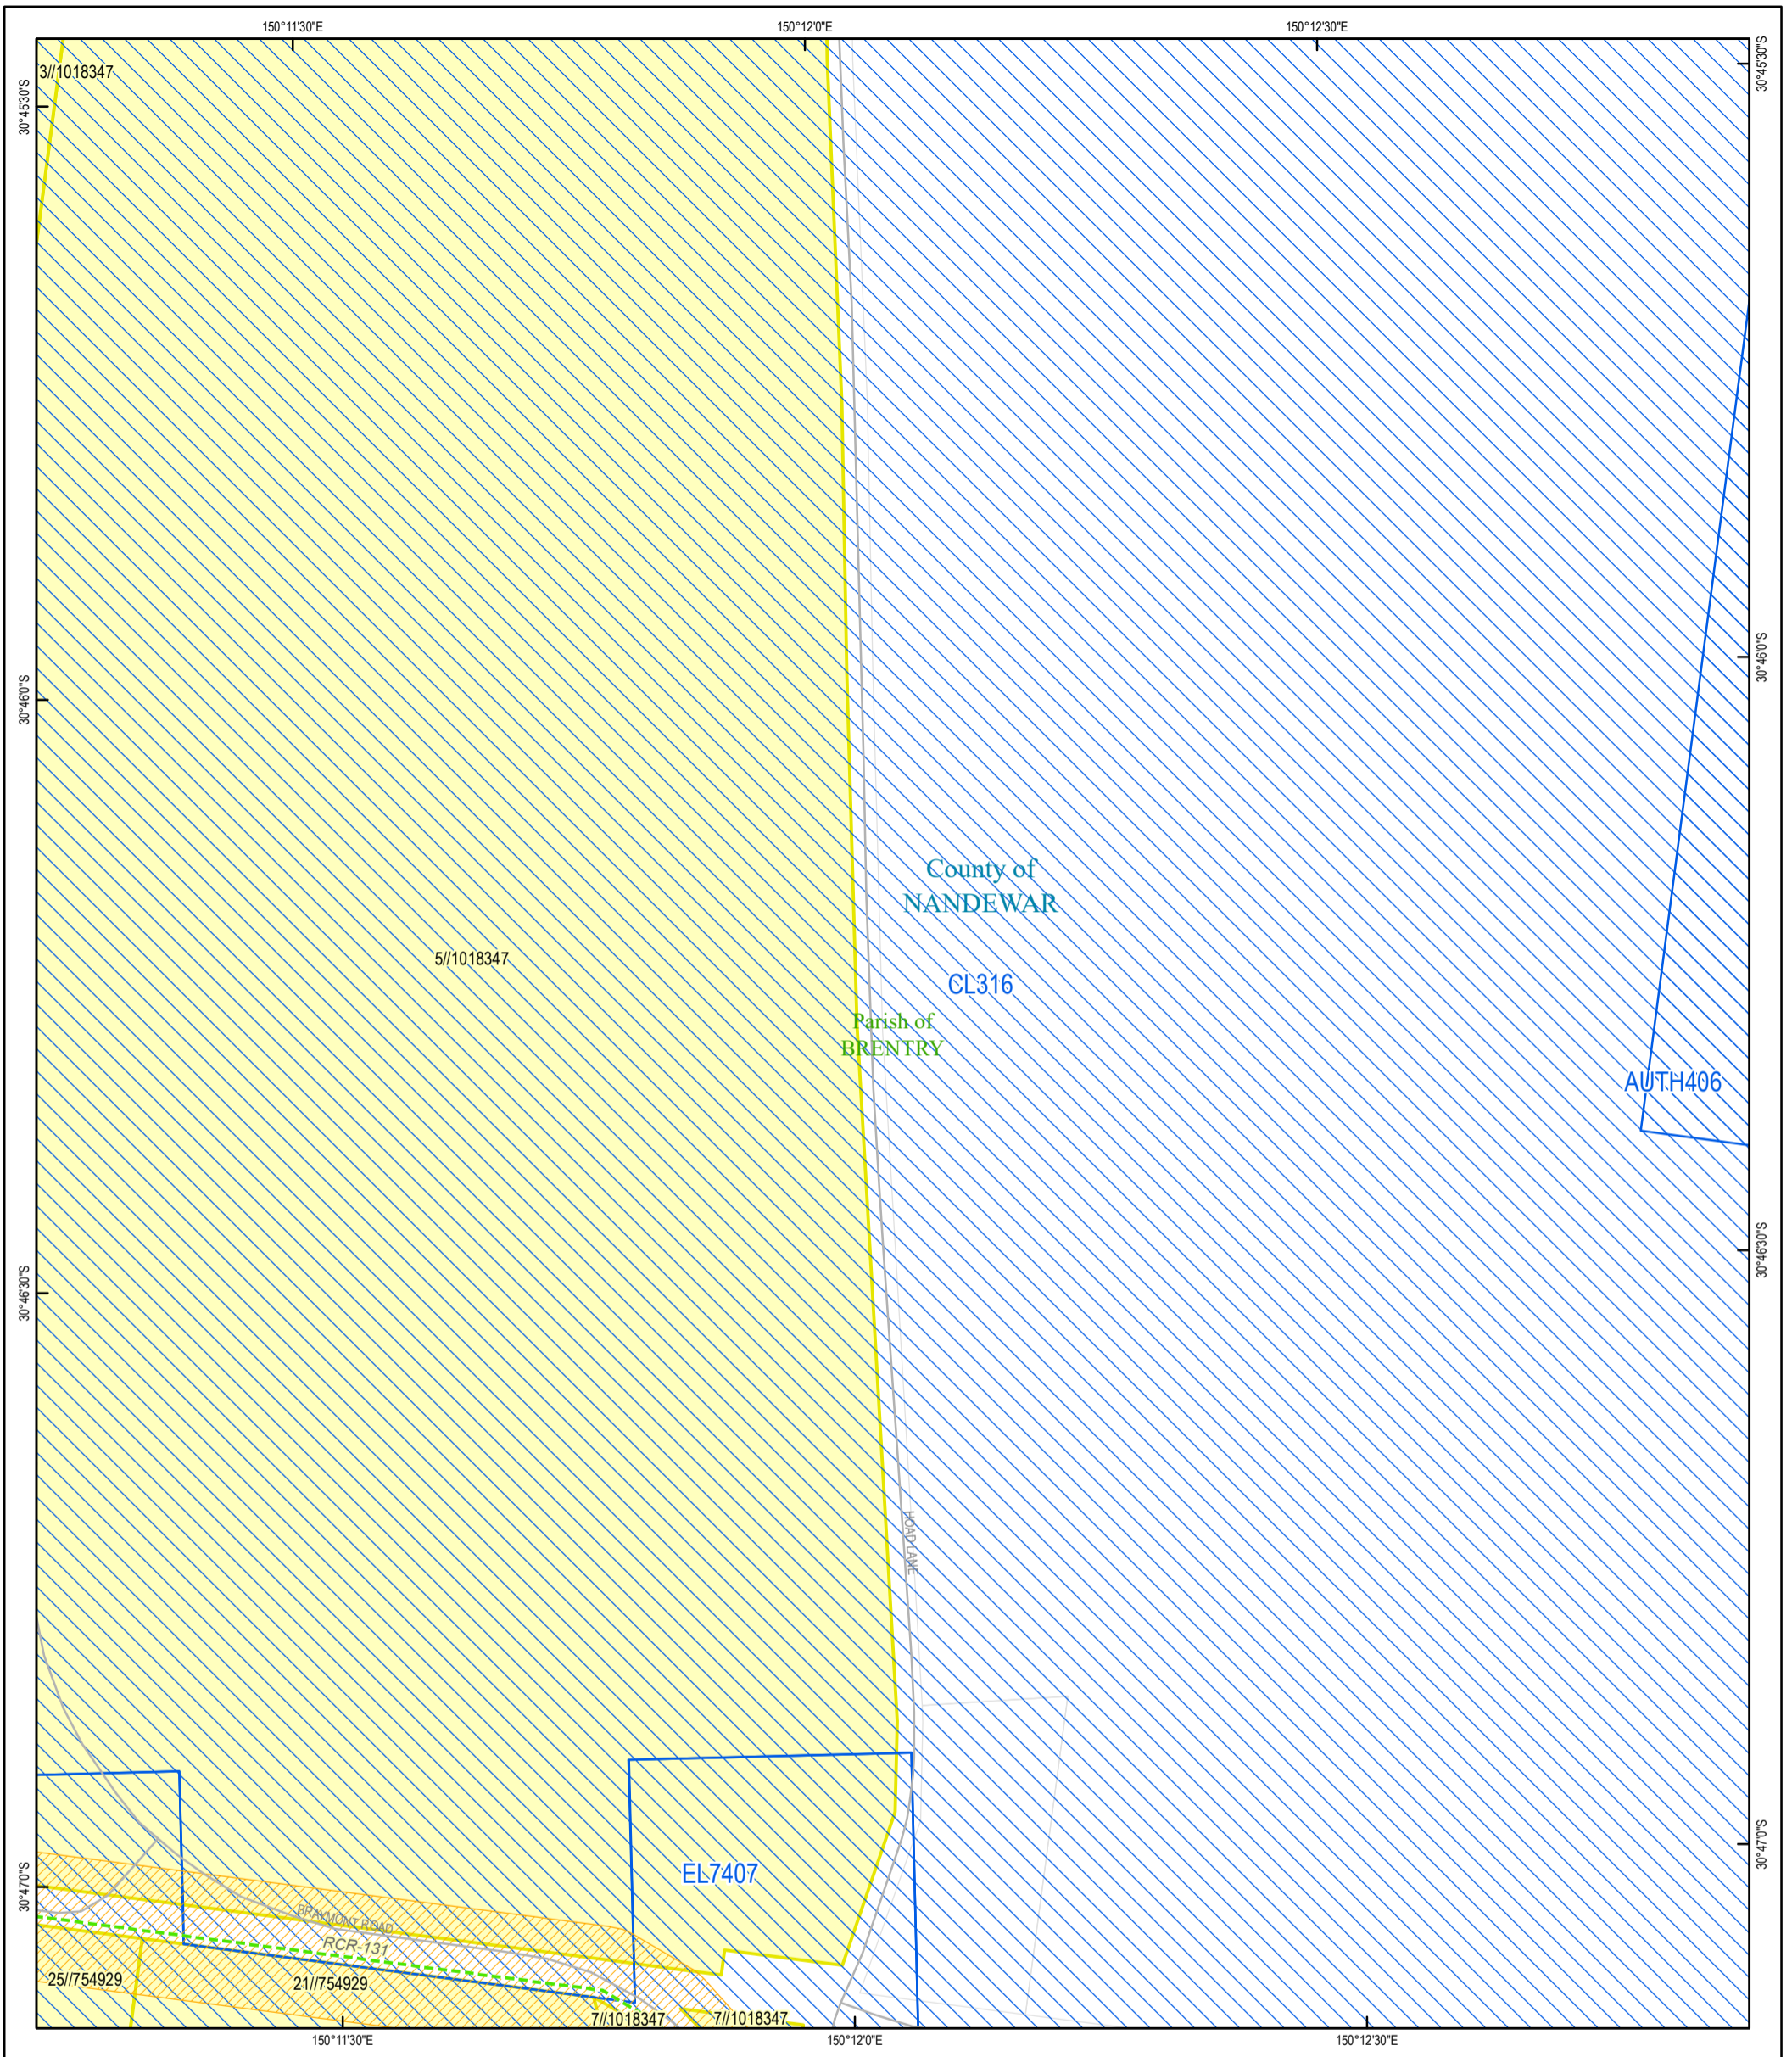 150°11'30"E
150°12'0"E
150°12'30"E
3//1018347
30°45'30"S
30°45'30"S
30°46'0"S
30°46'0"S
County of
NANDEWAR
5//1018347
CL316
Parish of
BRENTRY
AUTH406
30°46'30"S
30°46'30"S
HOAD LANE
30°47'0"S
30°47'0"S
EL7407
BRAYMONT ROAD
RCR-131
25//754929
21//754929
7//1018347
7//1018347
150°11'30"E
150°12'0"E
150°12'30"E